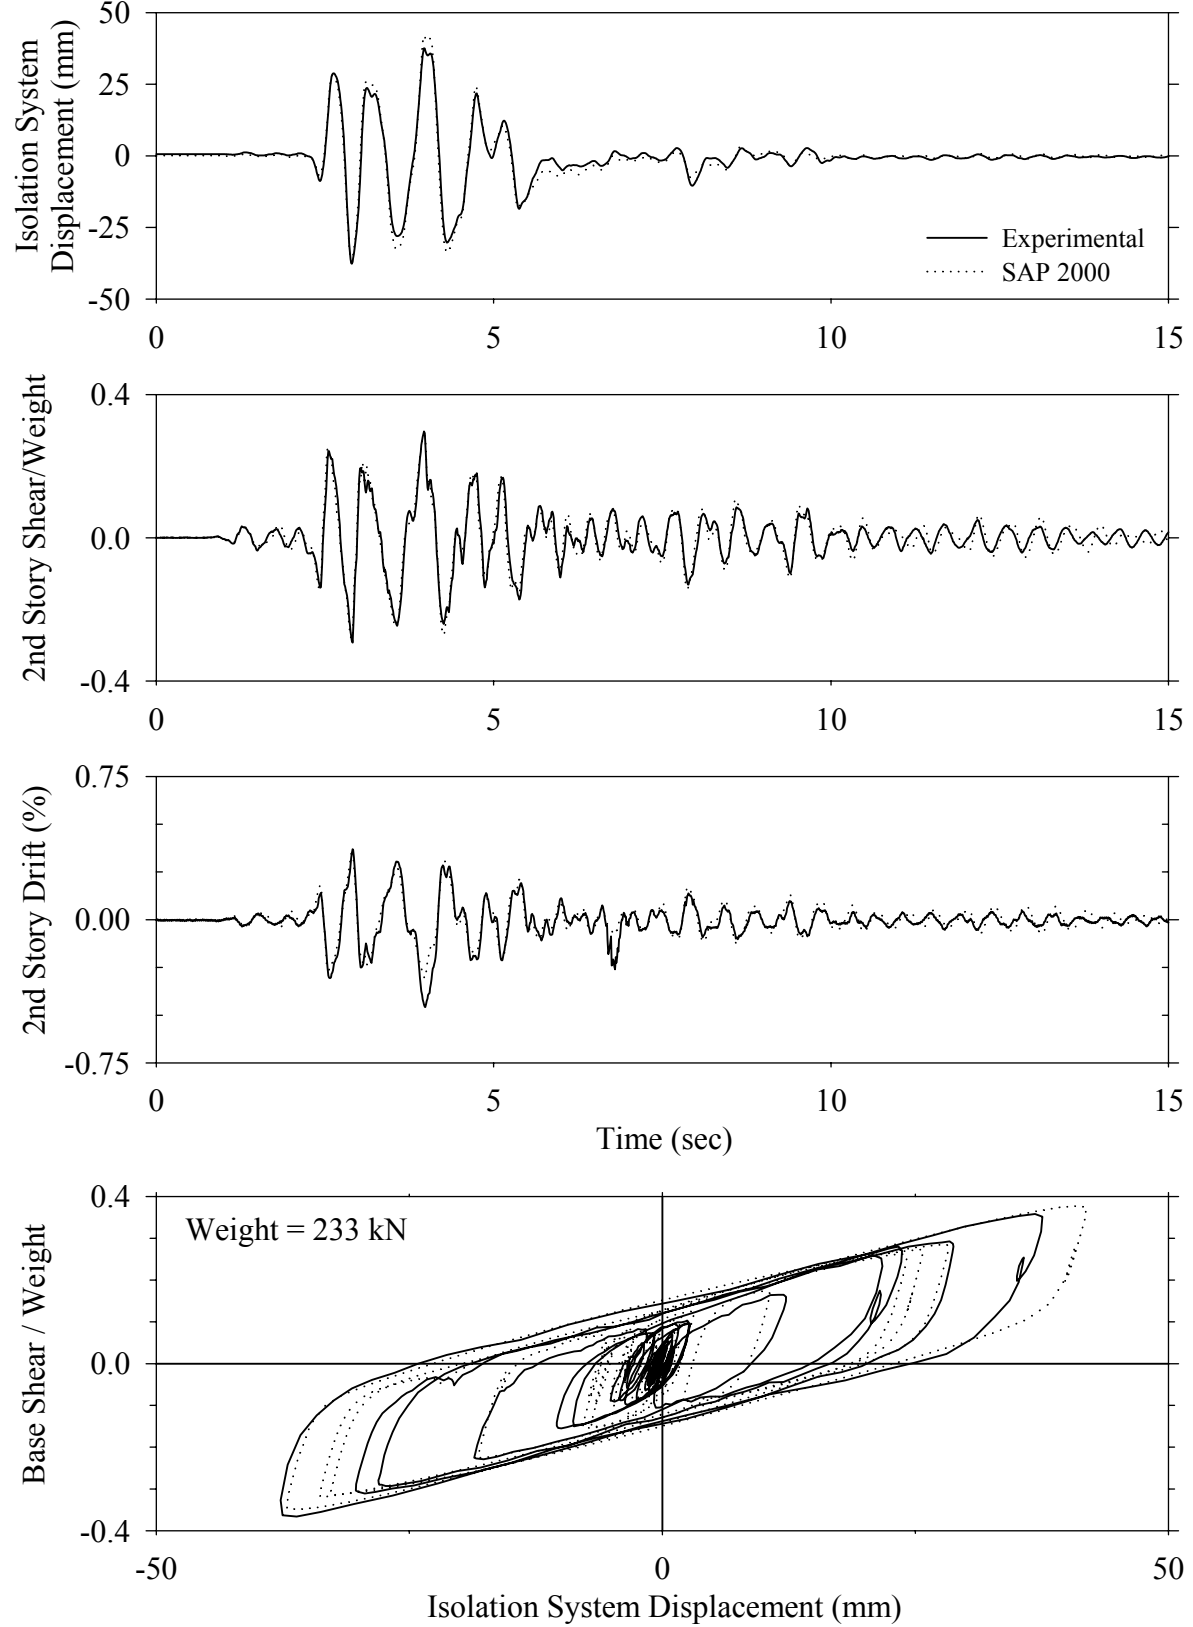 Isolation System
Displacement (mm)
50
25
0
-25
-50
Experimental
SAP 2000
0 5 10 15
2nd Story Shear/Weight
0.4
0.0
-0.4
0 5 10 15
2nd Story Drift (%)
0.75
0.00
-0.75
0 5 10 15
Time (sec)
Base Shear / Weight
0.4
Weight = 233 kN
0.0
-0.4
-50 0 50
Isolation System Displacement (mm)